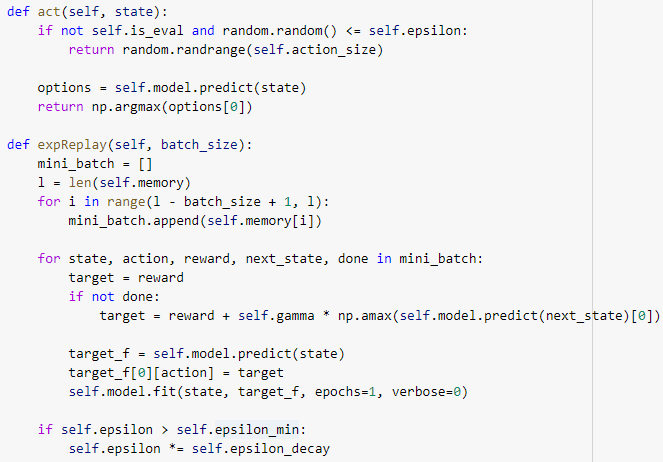 def act(self, state):
    if not self.is_eval and random.random() <= self.epsilon:
        return random.randrange(self.action_size)

    options = self.model.predict(state)
    return np.argmax(options[0])

def expReplay(self, batch_size):
    mini_batch = []
    l = len(self.memory)
    for i in range(l - batch_size + 1, l):
        mini_batch.append(self.memory[i])

    for state, action, reward, next_state, done in mini_batch:
        target = reward
        if not done:
            target = reward + self.gamma * np.amax(self.model.predict(next_state)[0])

        target_f = self.model.predict(state)
        target_f[0][action] = target
        self.model.fit(state, target_f, epochs=1, verbose=0)

    if self.epsilon > self.epsilon_min:
        self.epsilon *= self.epsilon_decay